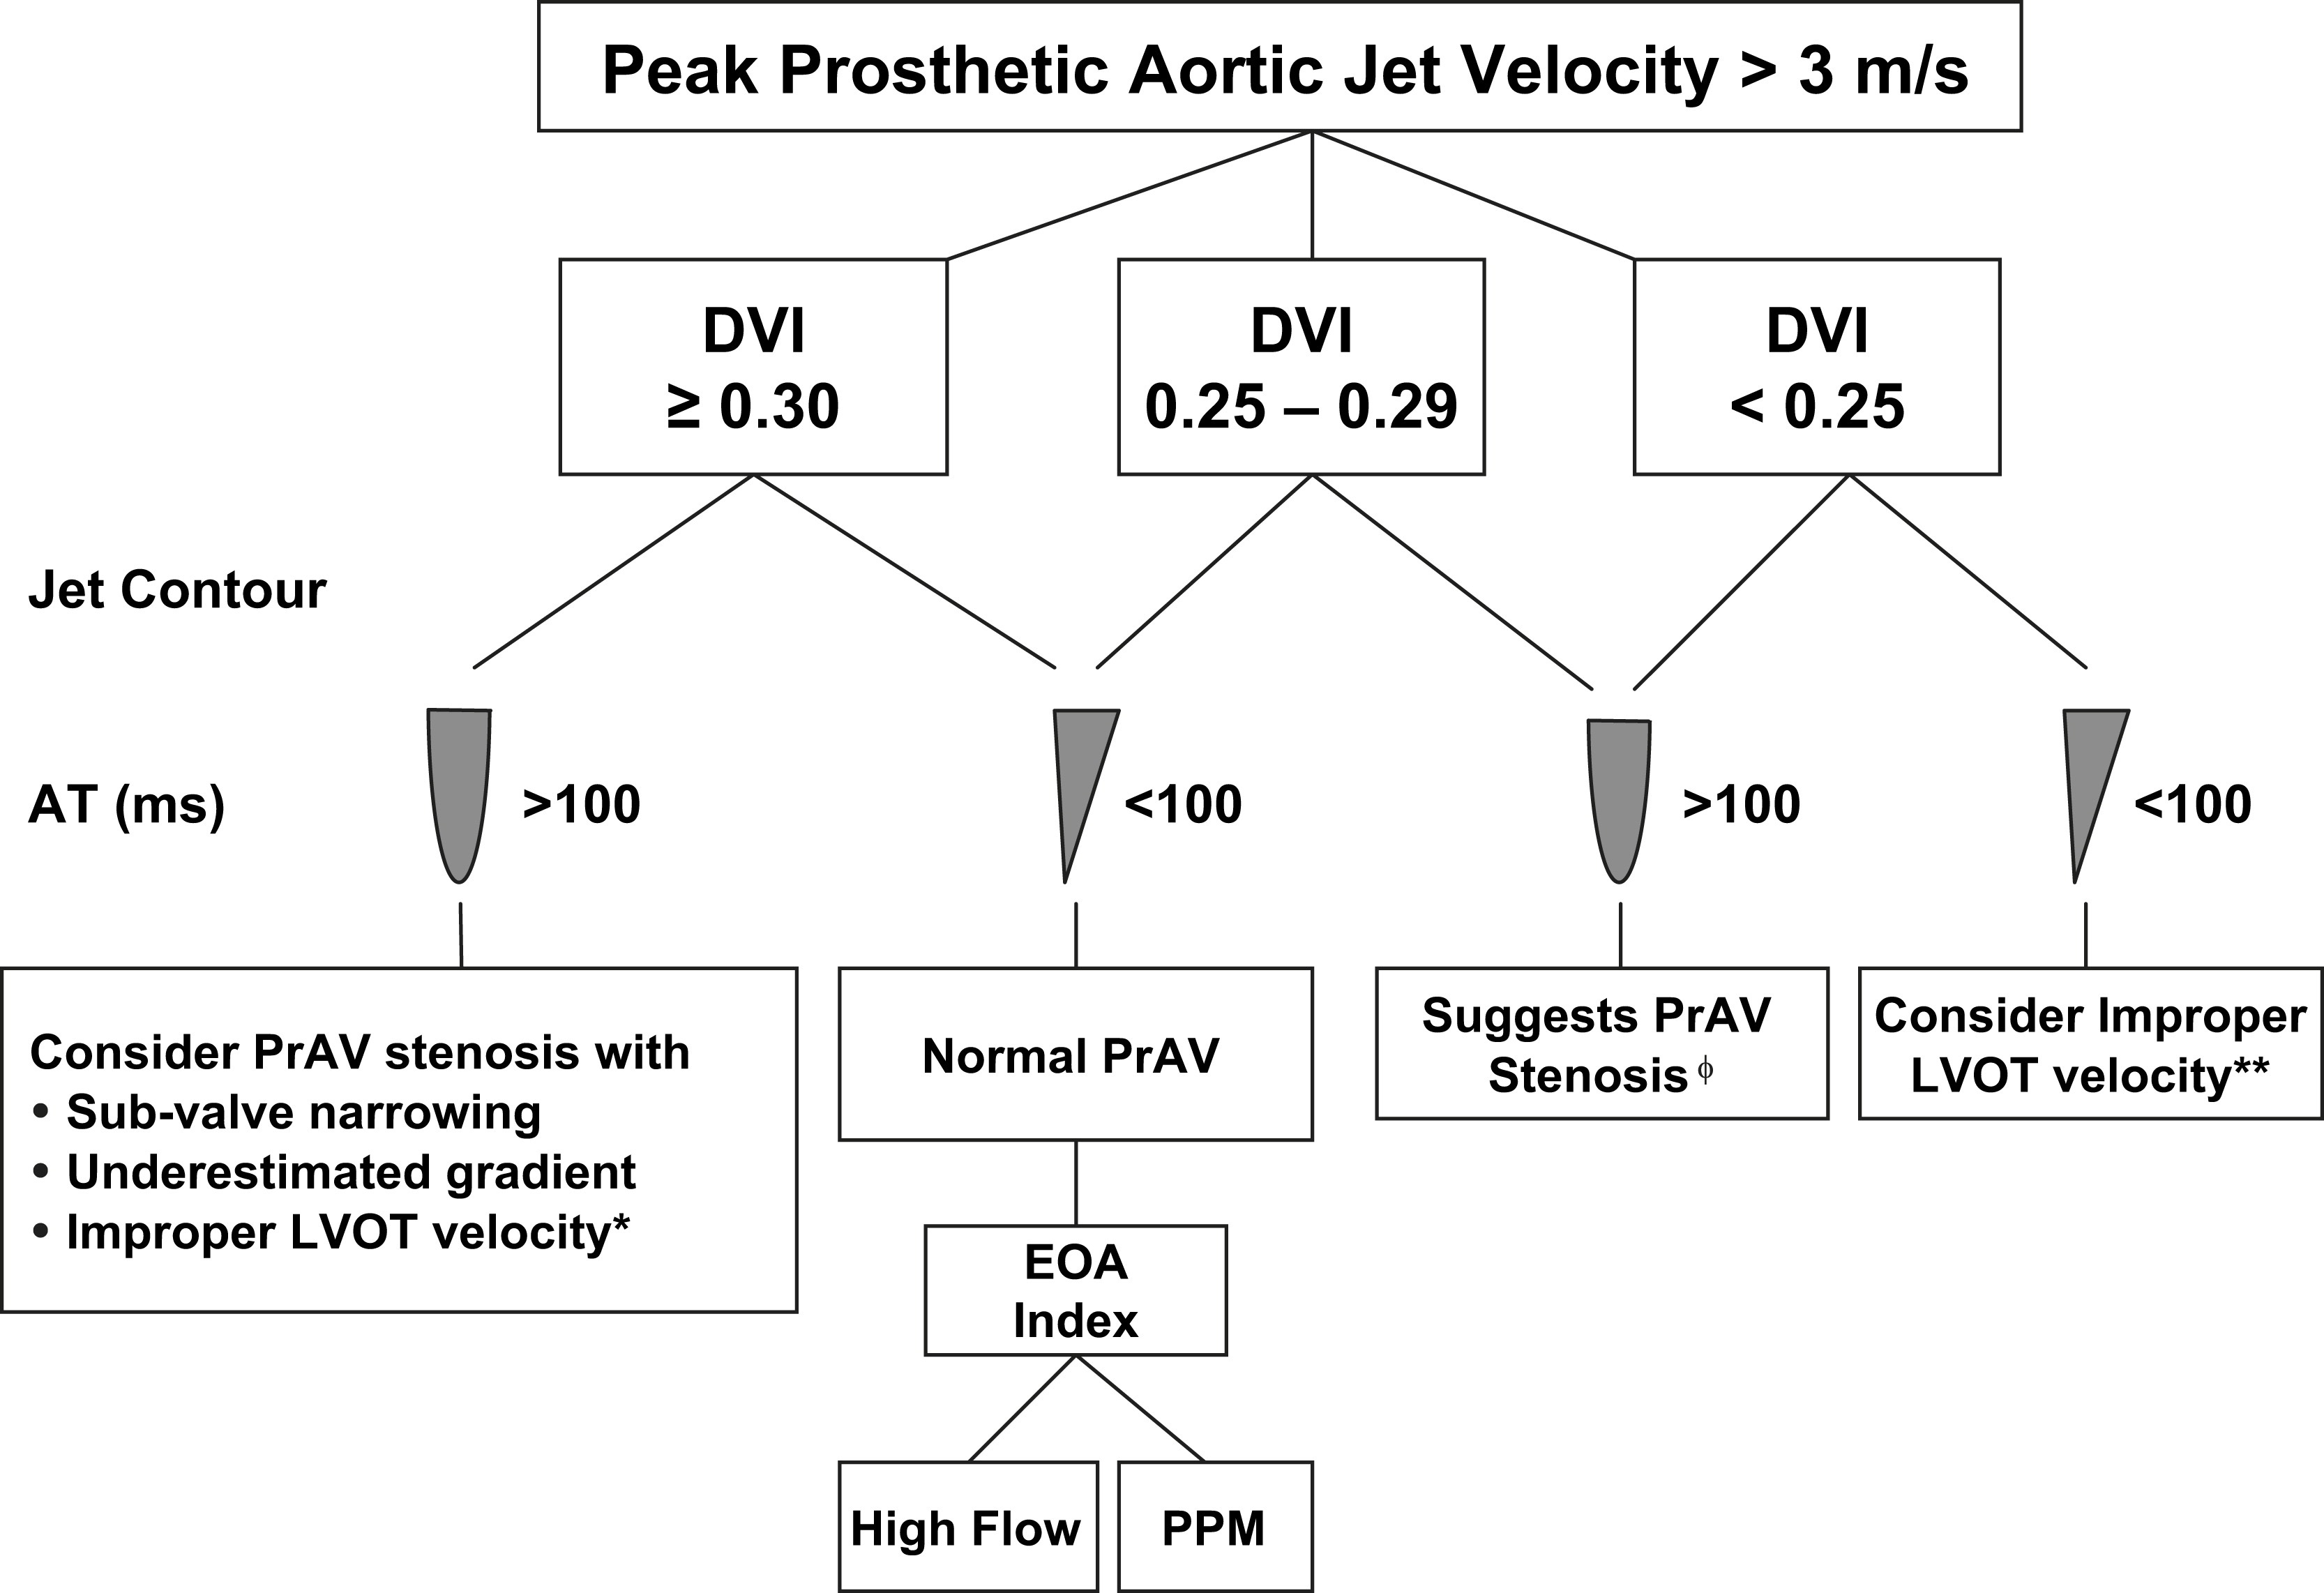 Peak Prosthetic Aortic Jet Velocity > 3 m/s
DVI
≥ 0.30
DVI
0.25 – 0.29
DVI
< 0.25
Jet Contour
AT (ms)
>100
<100
>100
<100
Consider PrAV stenosis with
• Sub-valve narrowing
• Underestimated gradient
• Improper LVOT velocity*
Normal PrAV
Suggests PrAV
Stenosisϕ
Consider Improper
LVOT velocity**
EOA
Index
High Flow
PPM